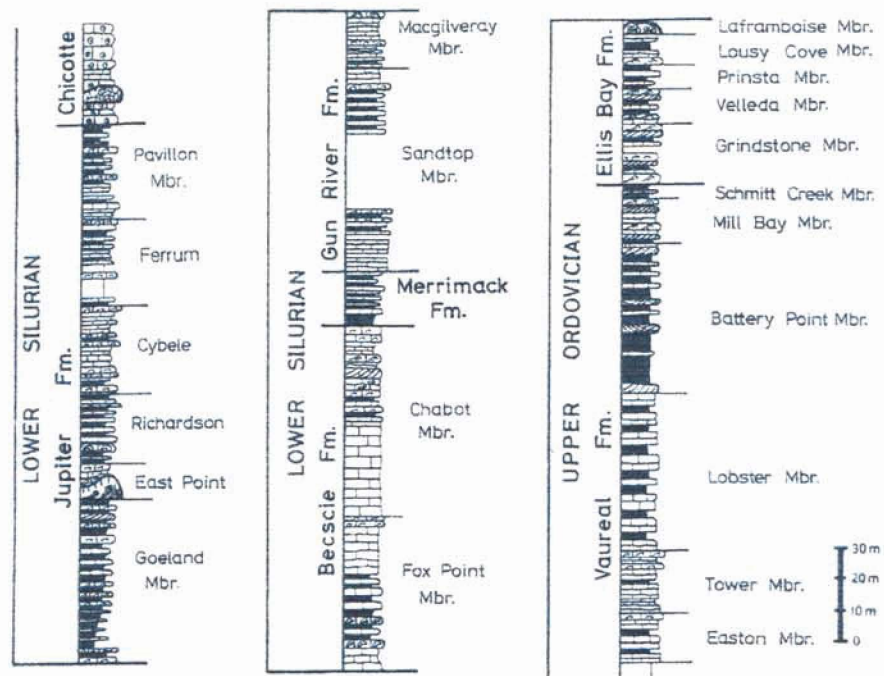 LOWER SILURIAN
Chicotte
Jupiter Fm.
Pavillon
Mbr.
Ferrum
Cybele
Richardson
East Point
Goeland
Mbr.
LOWER SILURIAN
Gun River Fm.
Macgilveray
Mbr.
Sandtop
Mbr.
Merrimack
Fm.
Becscie Fm.
Chabot
Mbr.
Fox Point
Mbr.
UPPER ORDOVICIAN
Ellis Bay Fm.
Laframboise Mbr.
Lousy Cove Mbr.
Prinsta Mbr.
Velleda Mbr.
Grindstone Mbr.
Vaureal Fm.
Schmitt Creek Mbr.
Mill Bay Mbr.
Battery Point Mbr.
Lobster Mbr.
Tower Mbr.
Easton Mbr.
30 m
20 m
10 m
0